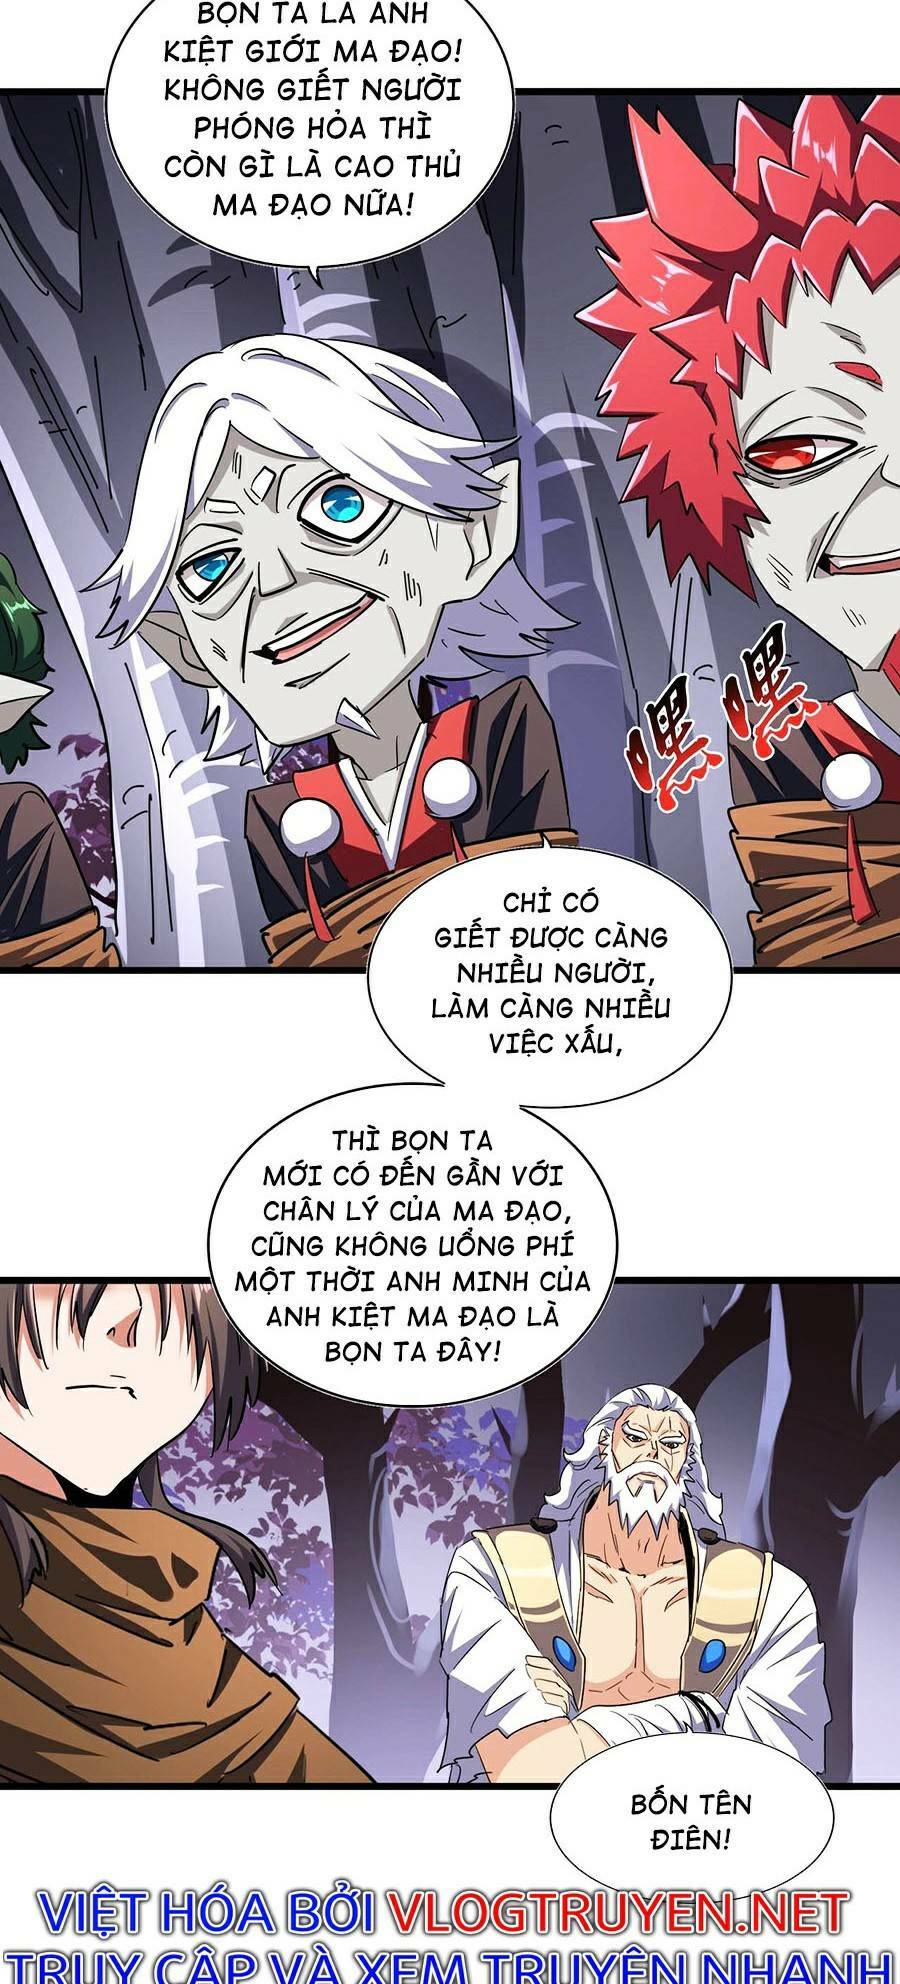 BỌN TA LÀ ANH
KIỆT GIỚI MA ĐẠO!
KHÔNG GIẾT NGƯỜI
PHÓNG HỎA THÌ
CÒN GÌ LÀ CAO THỦ
MA ĐẠO NỮA!
嘿嘿
CHỈ CÓ
GIẾT ĐƯỢC CÀNG
NHIỀU NGƯỜI,
LÀM CÀNG NHIỀU
VIỆC XẤU,
THÌ BỌN TA
MỚI CÓ ĐẾN GẦN VỚI
CHÂN LÝ CỦA MA ĐẠO,
CŨNG KHÔNG UỔNG PHÍ
MỘT THỜI ANH MINH CỦA
ANH KIỆT MA ĐẠO LÀ
BỌN TA ĐÂY!
BỐN TÊN
ĐIÊN!
VIỆT HÓA BỞI VLOGTRUYEN.NET
TRUY CẬP VÀ XEM TRUYỆN NHANH